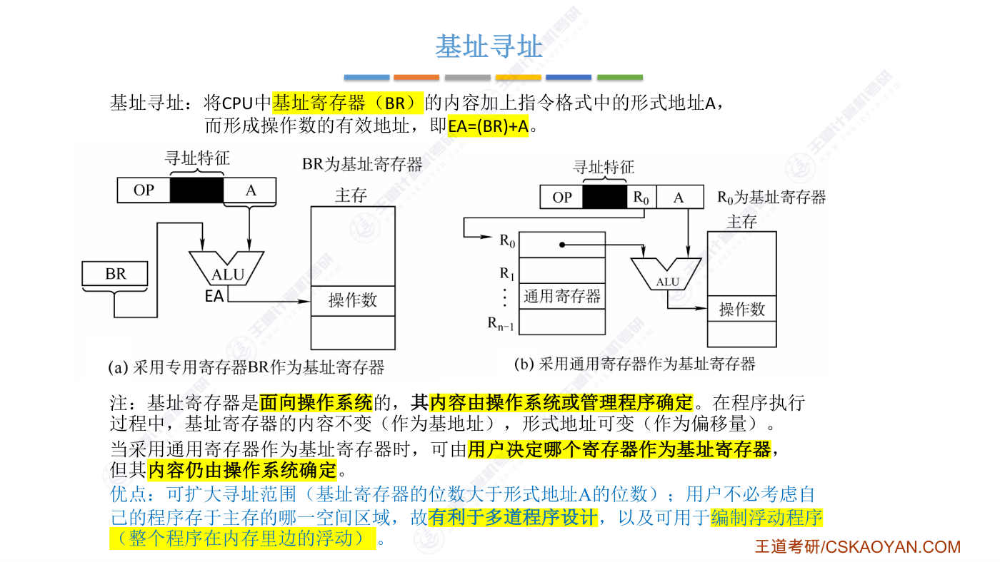 基址寻址
基址寻址：将CPU中基址寄存器（BR）的内容加上指令格式中的形式地址A，
而形成操作数的有效地址，即EA=(BR)+A。
寻址特征
BR为基址寄存器
OP
A
主存
BR
ALU
EA
操作数
(a) 采用专用寄存器BR作为基址寄存器
寻址特征
OP
R0
A
R0为基址寄存器
主存
R0
R1
⋮
通用寄存器
Rn−1
ALU
操作数
(b) 采用通用寄存器作为基址寄存器
注：基址寄存器是面向操作系统的，其内容由操作系统或管理程序确定。在程序执行
过程中，基址寄存器的内容不变（作为基地址），形式地址可变（作为偏移量）。
当采用通用寄存器作为基址寄存器时，可由用户决定哪个寄存器作为基址寄存器，
但其内容仍由操作系统确定。
优点：可扩大寻址范围（基址寄存器的位数大于形式地址A的位数）；用户不必考虑自
己的程序存于主存的哪一空间区域，故有利于多道程序设计，以及可用于编制浮动程序
（整个程序在内存里边的浮动）。
王道考研/CSKAOYAN.COM